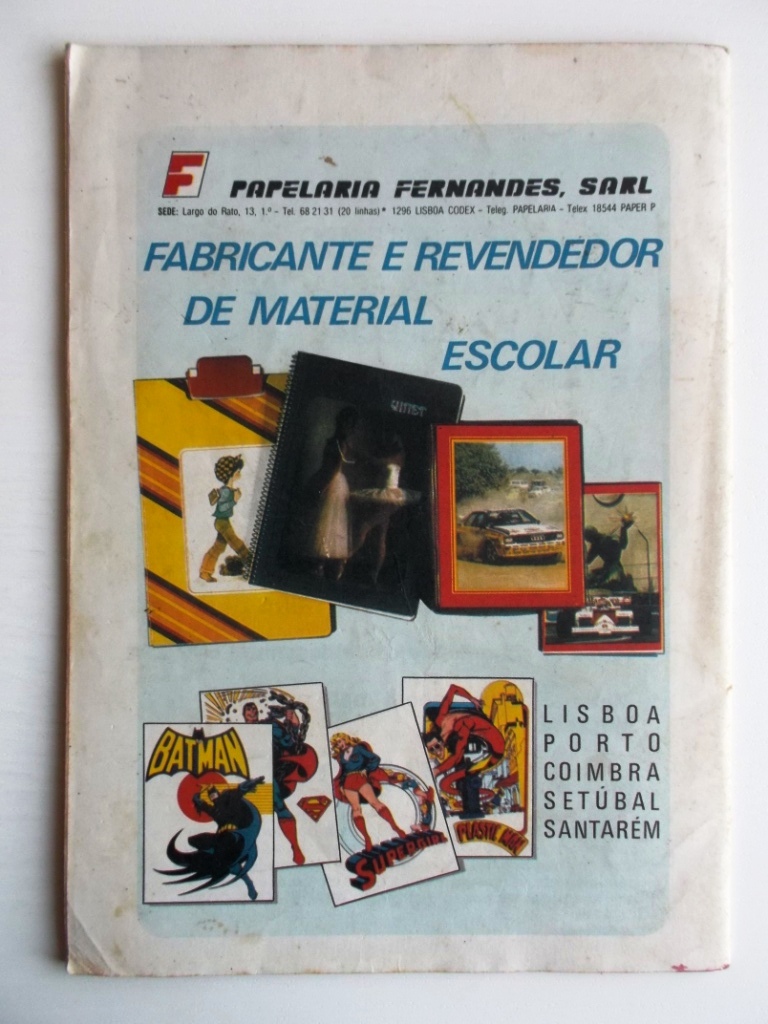 F PAPELARIA FERNANDES, SARL
SEDE: Largo do Rato, 13, 1.º - Tel. 68 21 31 (20 linhas) * 1296 LISBOA CODEX - Teleg. PAPELARIA - Telex 18544 PAPER P
FABRICANTE E REVENDEDOR
DE MATERIAL
ESCOLAR
BATMAN
S
SUPERGIRL
PLASTIC MAN
LISBOA
PORTO
COIMBRA
SETÚBAL
SANTARÉM